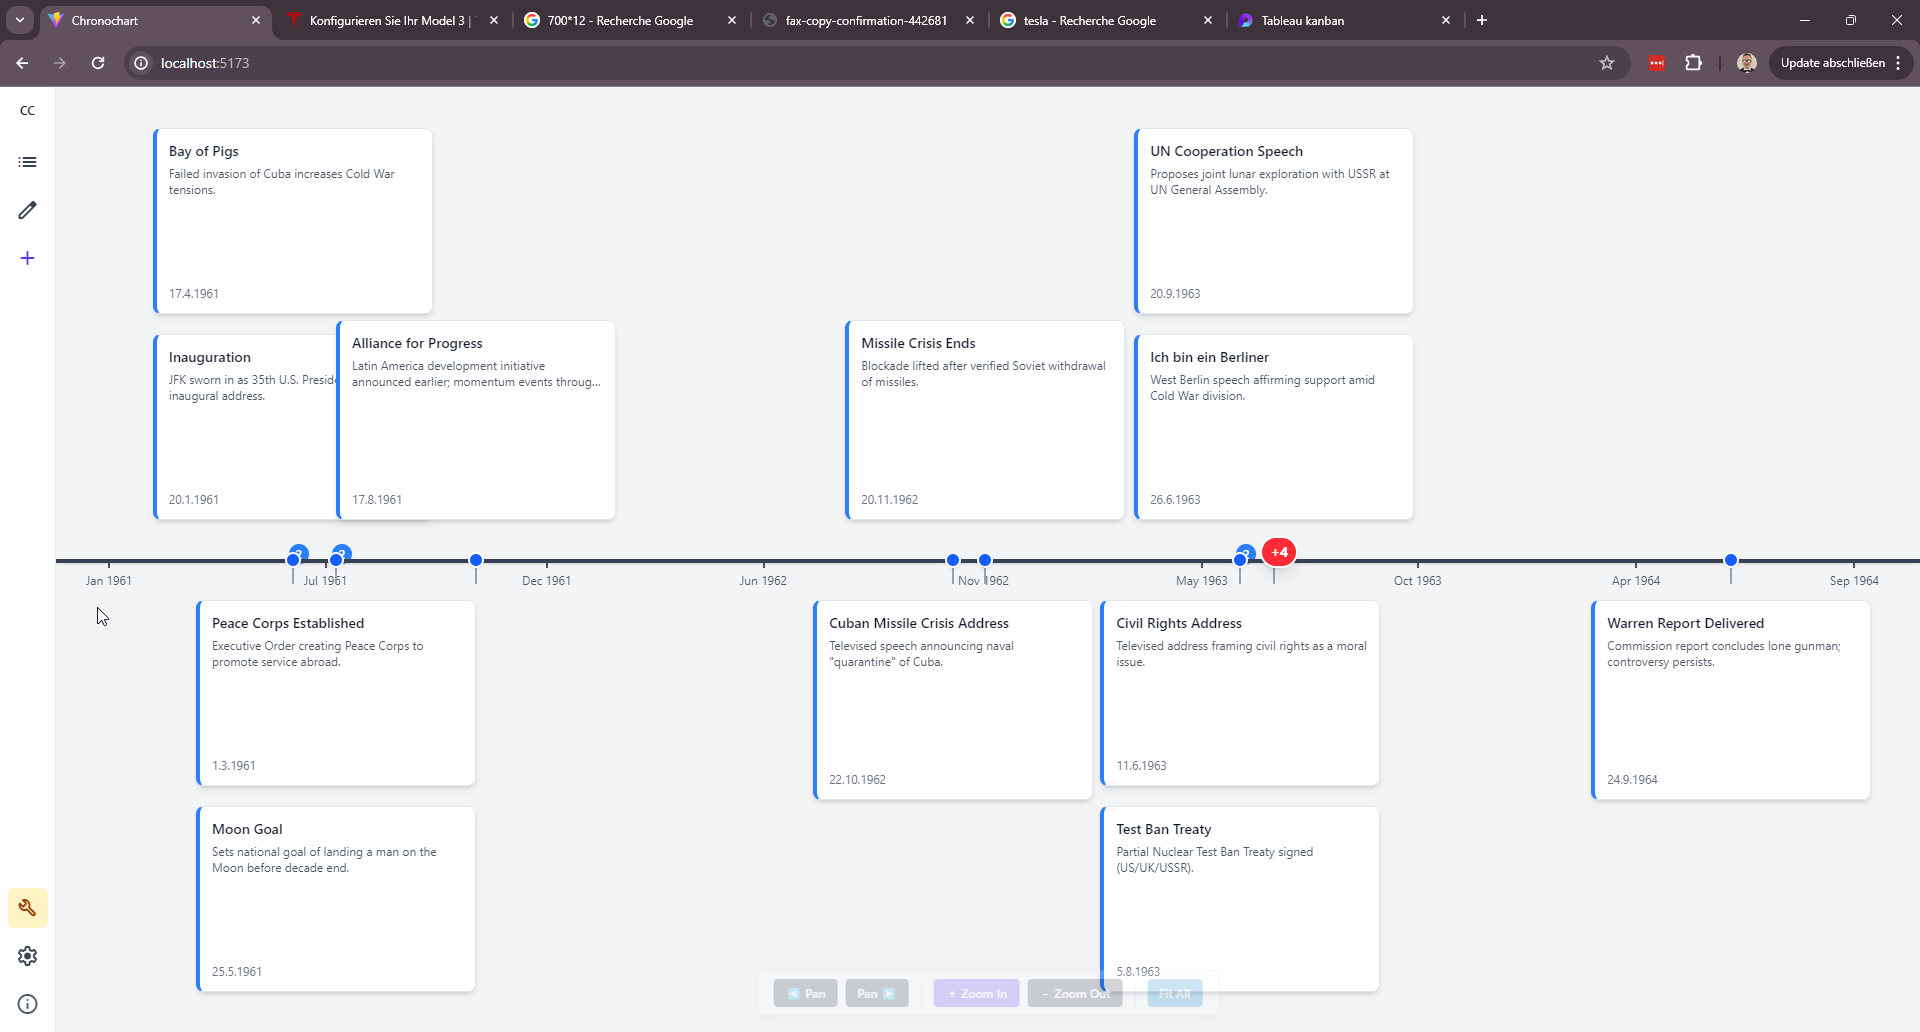 Chronochart
Konfigurieren Sie Ihr Model 3 |
700*12 - Recherche Google
fax-copy-confirmation-442681
tesla - Recherche Google
Tableau kanban
localhost:5173
Update abschließen
CC
Bay of Pigs
Failed invasion of Cuba increases Cold War
tensions.
17.4.1961
UN Cooperation Speech
Proposes joint lunar exploration with USSR at
UN General Assembly.
20.9.1963
Inauguration
JFK sworn in as 35th U.S.
inaugural address.
20.1.1961
Alliance for Progress
Latin America development initiative
announced earlier; momentum events throug...
17.8.1961
Missile Crisis Ends
Blockade lifted after verified Soviet withdrawal
of missiles.
20.11.1962
Ich bin ein Berliner
West Berlin speech affirming support amid
Cold War division.
26.6.1963
+4
Jan 1961
Jul 1961
Dec 1961
Jun 1962
Nov 1962
May 1963
Oct 1963
Apr 1964
Sep 1964
Peace Corps Established
Executive Order creating Peace Corps to
promote service abroad.
1.3.1961
Cuban Missile Crisis Address
Televised speech announcing naval
"quarantine" of Cuba.
22.10.1962
Civil Rights Address
Televised address framing civil rights as a moral
issue.
11.6.1963
Warren Report Delivered
Commission report concludes lone gunman;
controversy persists.
24.9.1964
Moon Goal
Sets national goal of landing a man on the
Moon before decade end.
25.5.1961
Test Ban Treaty
Partial Nuclear Test Ban Treaty signed
(US/UK/USSR).
5.8.1963
Pan
Pan
+ Zoom In
- Zoom Out
Fit All